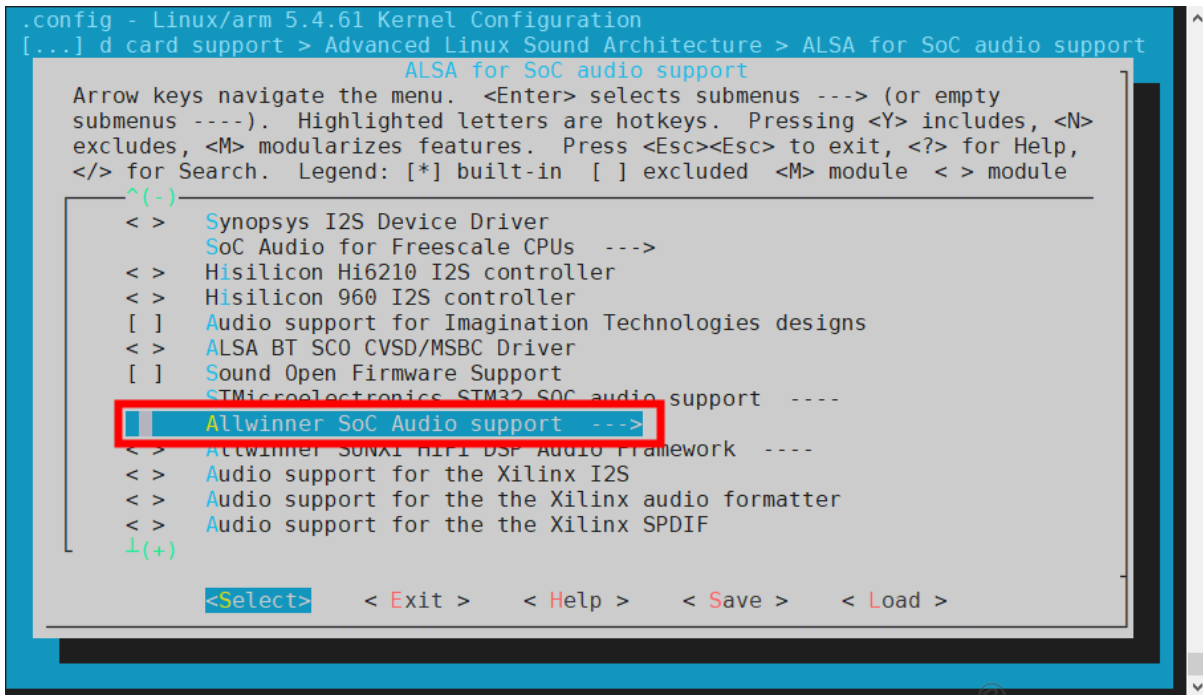 .config - Linux/arm 5.4.61 Kernel Configuration
[...] d card support > Advanced Linux Sound Architecture > ALSA for SoC audio support
ALSA for SoC audio support
Arrow keys navigate the menu.  <Enter> selects submenus ---> (or empty
submenus ----).  Highlighted letters are hotkeys.  Pressing <Y> includes, <N>
excludes, <M> modularizes features.  Press <Esc><Esc> to exit, <?> for Help,
</> for Search.  Legend: [*] built-in  [ ] excluded  <M> module  < > module
^(-)
< >   Synopsys I2S Device Driver
SoC Audio for Freescale CPUs  --->
< >   Hisilicon Hi6210 I2S controller
< >   Hisilicon 960 I2S controller
[ ]   Audio support for Imagination Technologies designs
< >   ALSA BT SCO CVSD/MSBC Driver
[ ]   Sound Open Firmware Support
STMicroelectronics STM32 SOC audio support  ----
Allwinner SoC Audio support  --->
< >   Allwinner SUNXI HIFI DSP Audio Framework  ----
< >   Audio support for the Xilinx I2S
< >   Audio support for the the Xilinx audio formatter
< >   Audio support for the the Xilinx SPDIF
┴(+)
<Select>    < Exit >    < Help >    < Save >    < Load >